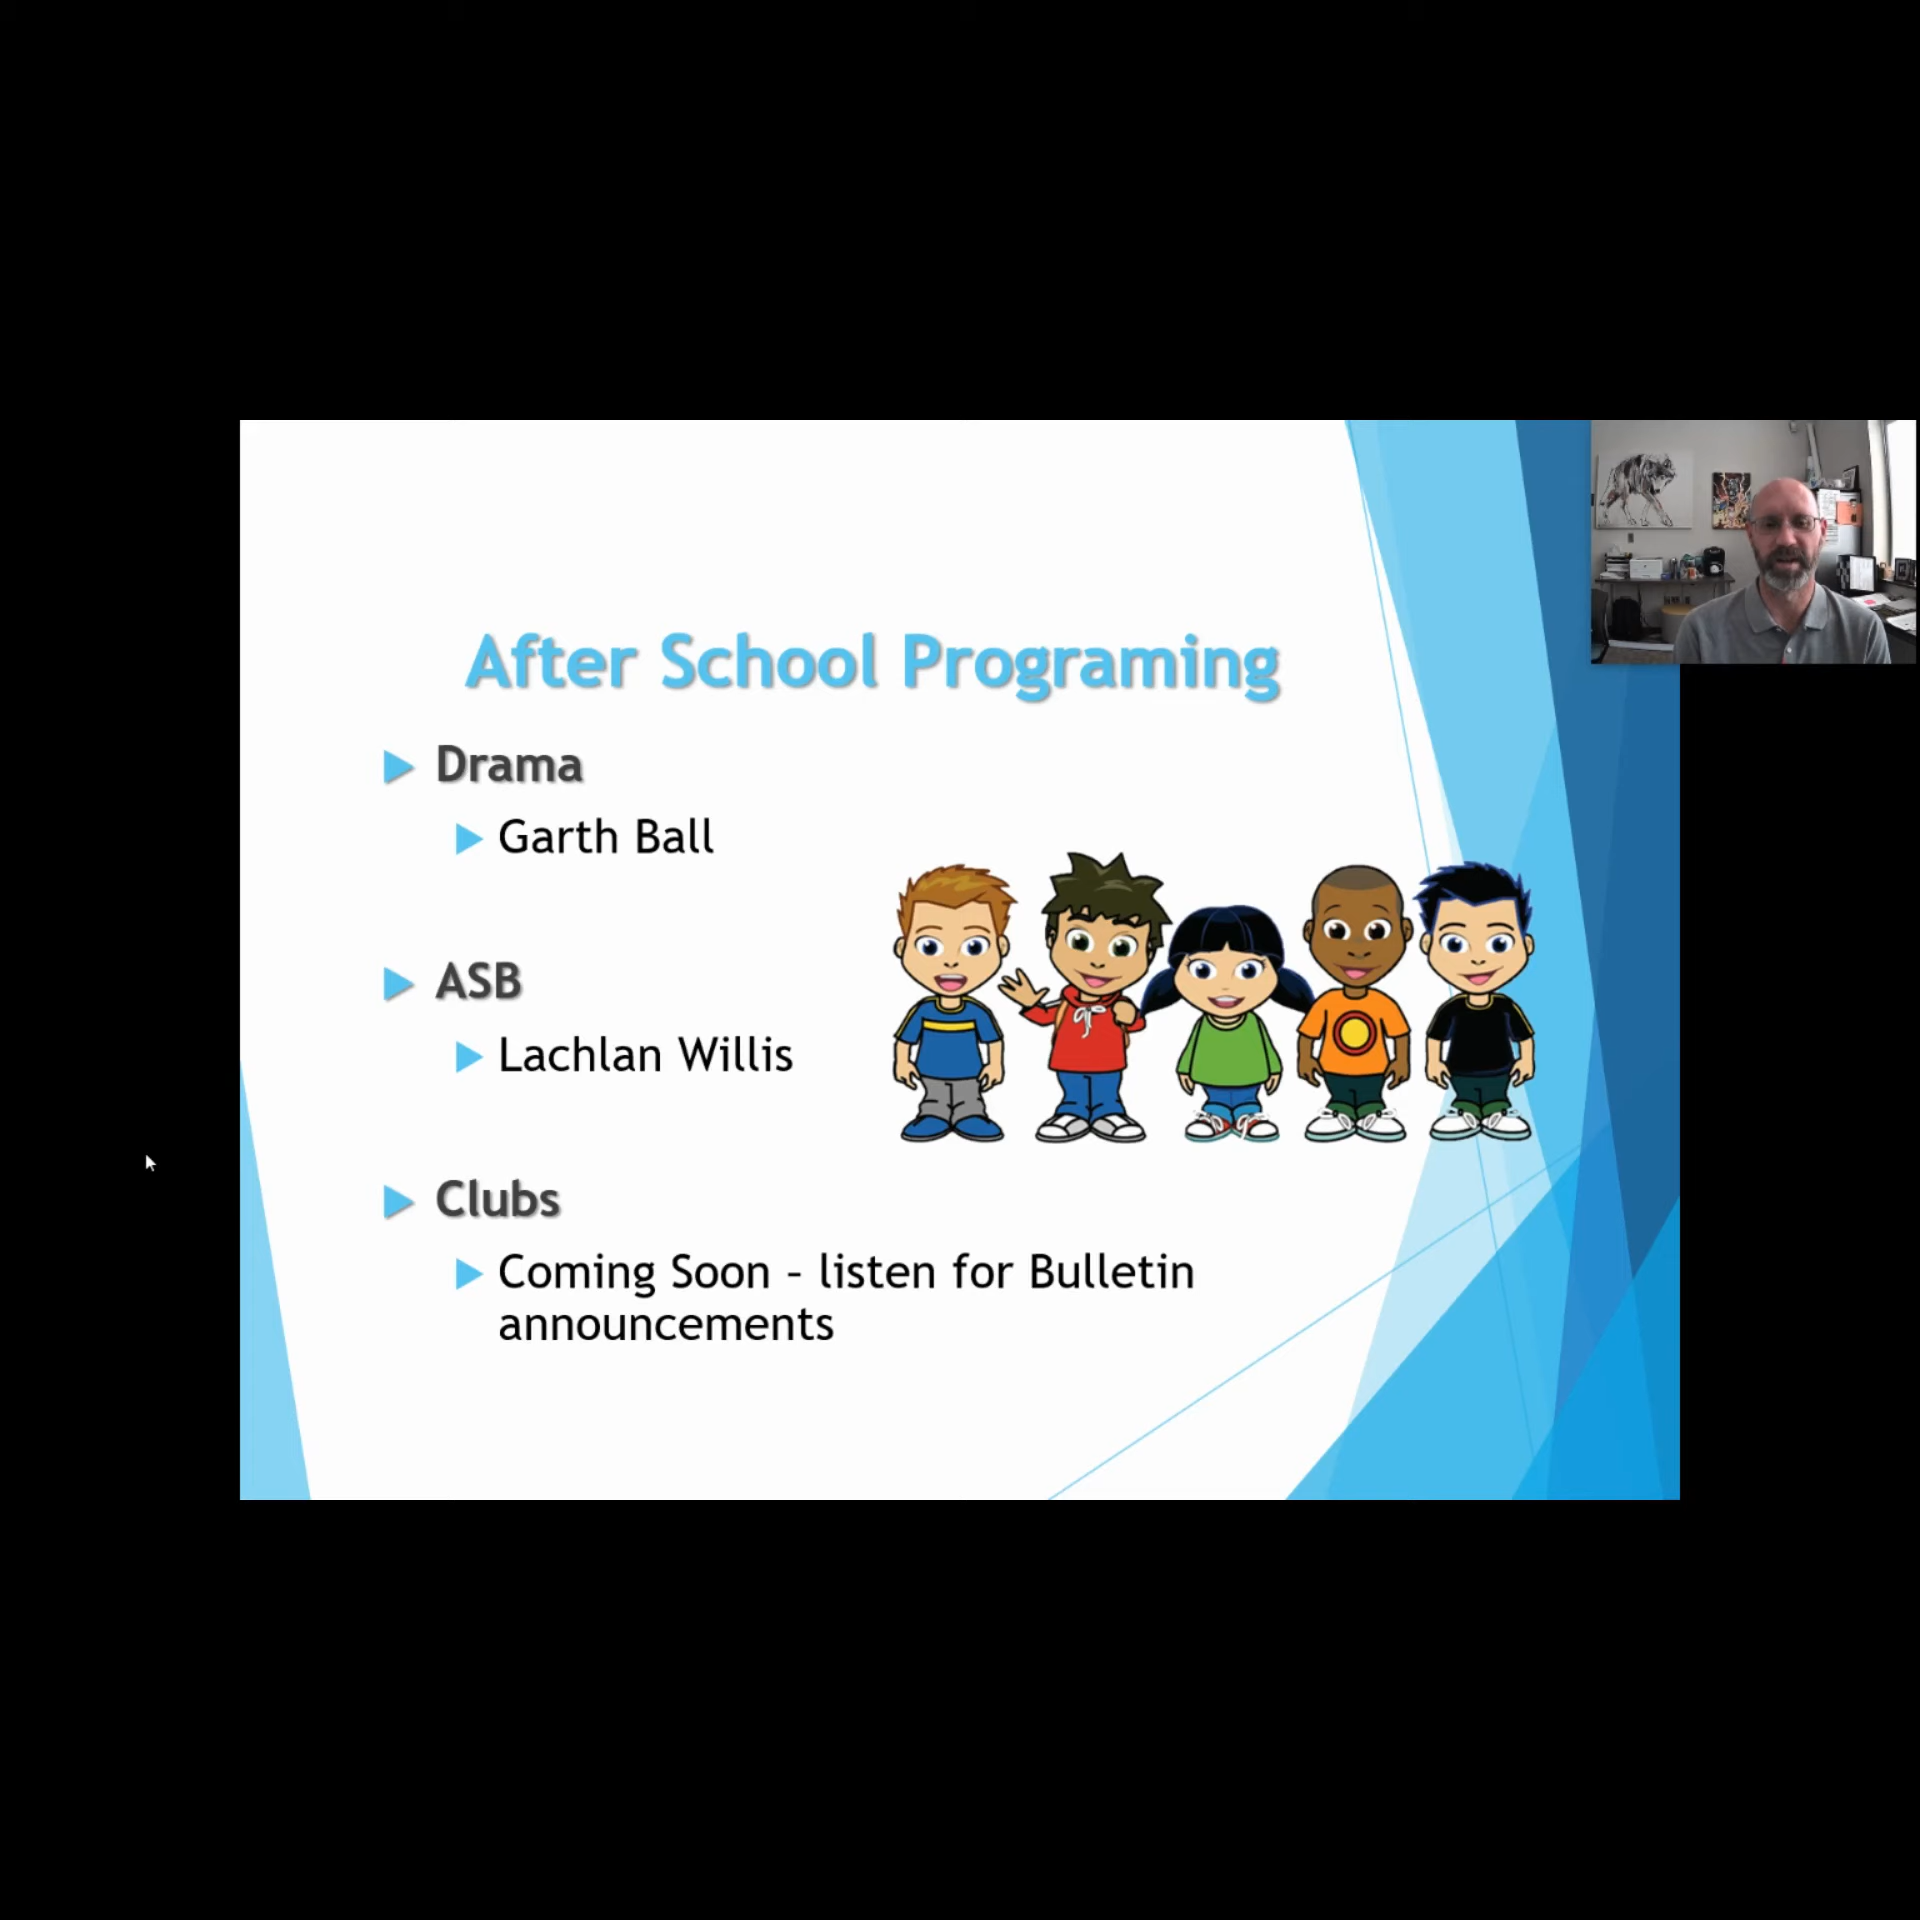 After School Programing
Drama
Garth Ball
ASB
Lachlan Willis
Clubs
Coming Soon – listen for Bulletin
announcements